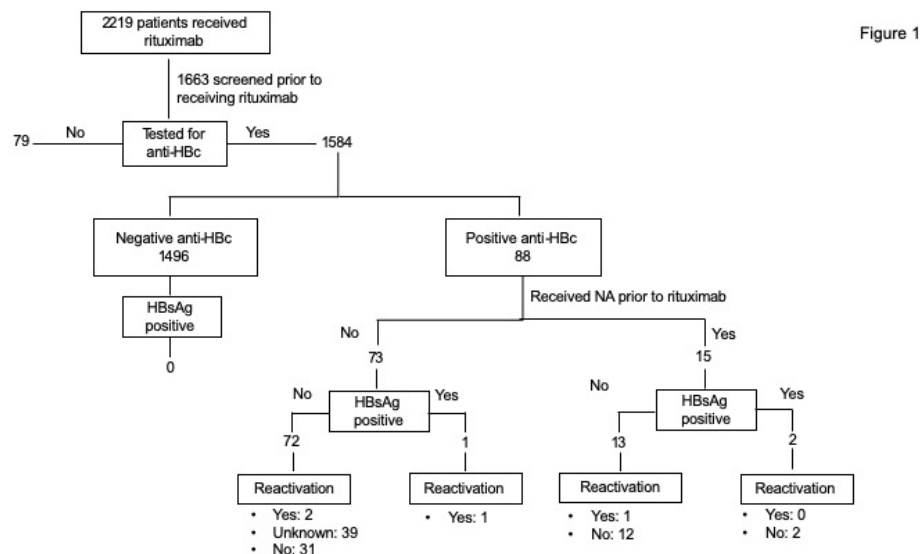 Figure 1
2219 patients received
rituximab
1663 screened prior to
receiving rituximab
79
No
Tested for
anti-HBc
Yes
1584
Negative anti-HBc
1496
Positive anti-HBc
88
HBsAg
positive
0
Received NA prior to rituximab
No
73
Yes
15
No
HBsAg
positive
Yes
72
1
No
HBsAg
positive
Yes
13
2
Reactivation
• Yes: 2
• Unknown: 39
• No: 31
Reactivation
• Yes: 1
Reactivation
• Yes: 1
• No: 12
Reactivation
• Yes: 0
• No: 2